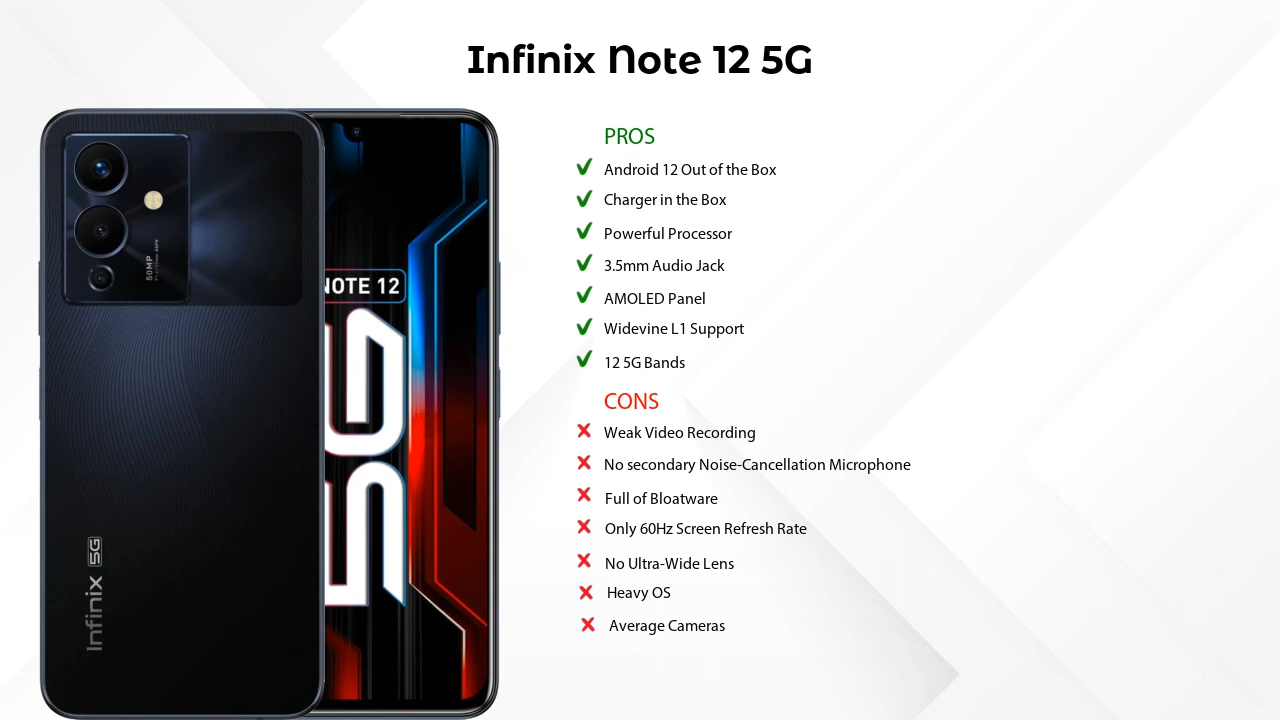 Infinix Note 12 5G
PROS
Android 12 Out of the Box
Charger in the Box
Powerful Processor
3.5mm Audio Jack
AMOLED Panel
Widevine L1 Support
12 5G Bands
CONS
Weak Video Recording
No secondary Noise-Cancellation Microphone
Full of Bloatware
Only 60Hz Screen Refresh Rate
No Ultra-Wide Lens
Heavy OS
Average Cameras
50MP
Infinix 5G
NOTE 12
5G